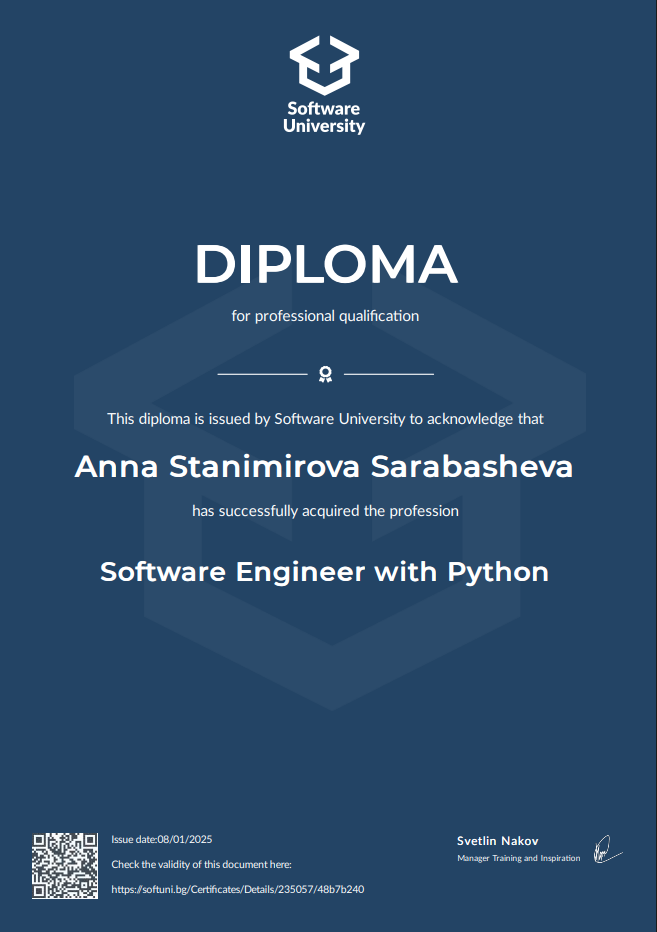 Software
University
DIPLOMA
for professional qualification
This diploma is issued by Software University to acknowledge that
Anna Stanimirova Sarabasheva
has successfully acquired the profession
Software Engineer with Python
Issue date:08/01/2025
Check the validity of this document here:
https://softuni.bg/Certificates/Details/235057/48b7b240
Svetlin Nakov
Manager Training and Inspiration